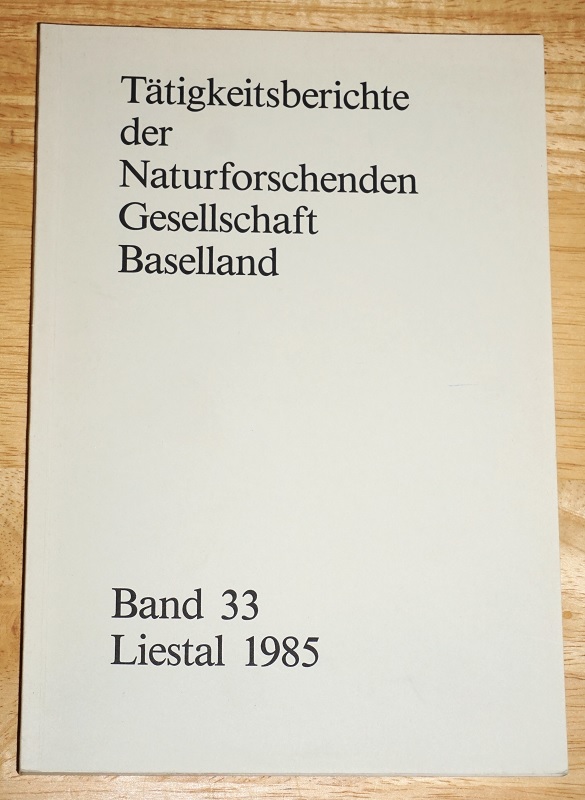 Tätigkeitsberichte
der
Naturforschenden
Gesellschaft
Baselland
Band 33
Liestal 1985